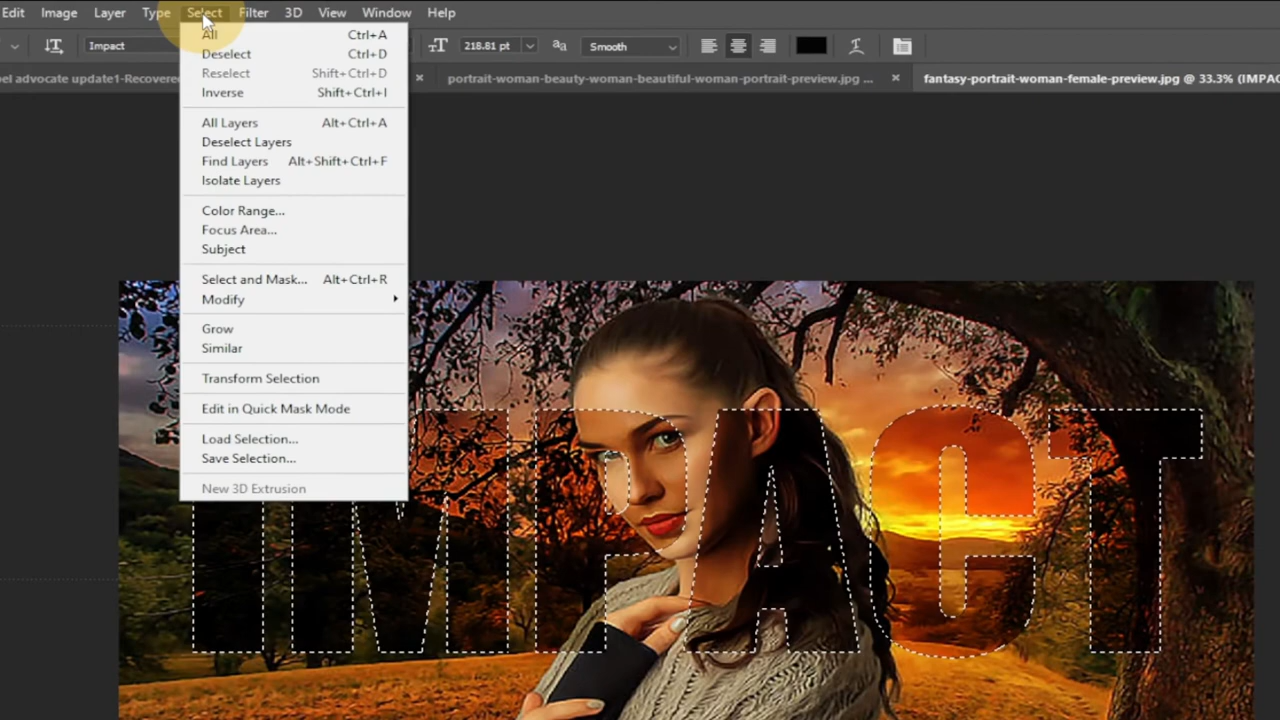 Edit Image Layer Type Select Filter 3D View Window Help
Impact 218.81 pt Smooth
el advocate update1-Recovere portrait-woman-beauty-woman-beautiful-woman-portrait-preview.jpg ... fantasy-portrait-woman-female-preview.jpg @ 33.3% (IMPAC
All Ctrl+A
Deselect Ctrl+D
Reselect Shift+Ctrl+D
Inverse Shift+Ctrl+I
All Layers Alt+Ctrl+A
Deselect Layers
Find Layers Alt+Shift+Ctrl+F
Isolate Layers
Color Range...
Focus Area...
Subject
Select and Mask... Alt+Ctrl+R
Modify
Grow
Similar
Transform Selection
Edit in Quick Mask Mode
Load Selection...
Save Selection...
New 3D Extrusion
IMPACT